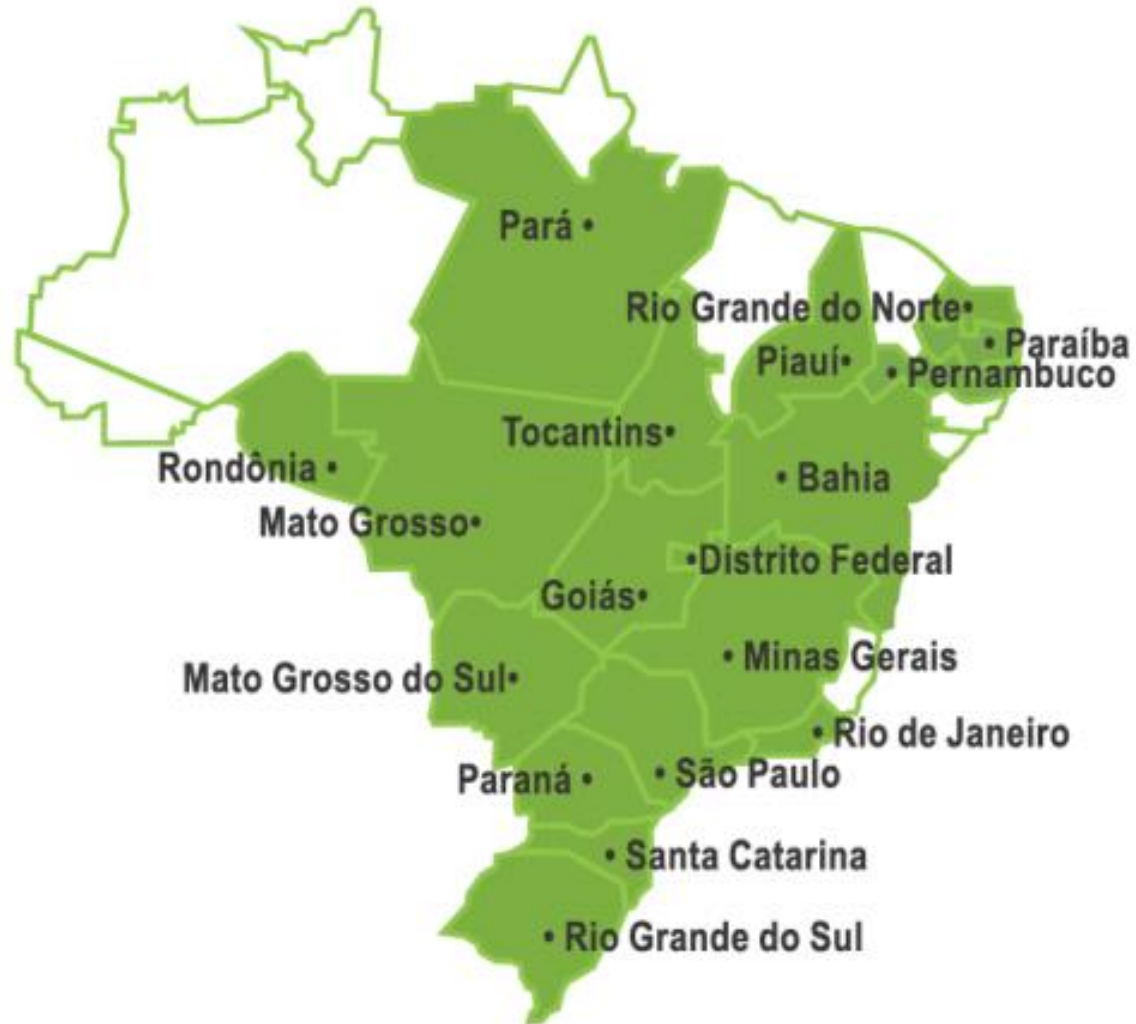 Pará
Rio Grande do Norte
Paraíba
Piauí
Pernambuco
Tocantins
Rondônia
Bahia
Mato Grosso
Distrito Federal
Goiás
Minas Gerais
Mato Grosso do Sul
Rio de Janeiro
Paraná
São Paulo
Santa Catarina
Rio Grande do Sul